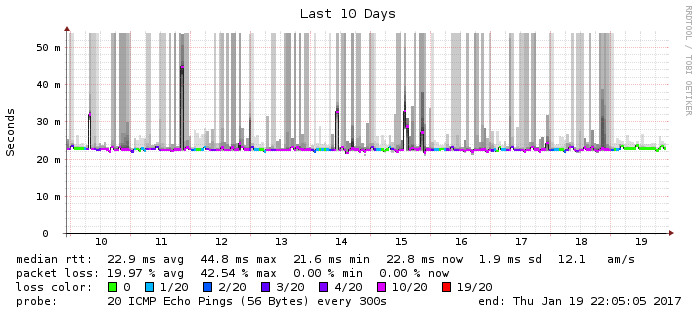 Last 10 Days
RRDTOOL / TOBI OETIKER
Seconds
50 m
40 m
30 m
20 m
10 m
0
10 11 12 13 14 15 16 17 18 19
median rtt: 22.9 ms avg 44.8 ms max 21.6 ms min 22.8 ms now 1.9 ms sd 12.1 am/s
packet loss: 19.97 % avg 42.54 % max 0.00 % min 0.00 % now
loss color: 0 1/20 2/20 3/20 4/20 10/20 19/20
probe: 20 ICMP Echo Pings (56 Bytes) every 300s end: Thu Jan 19 22:05:05 2017